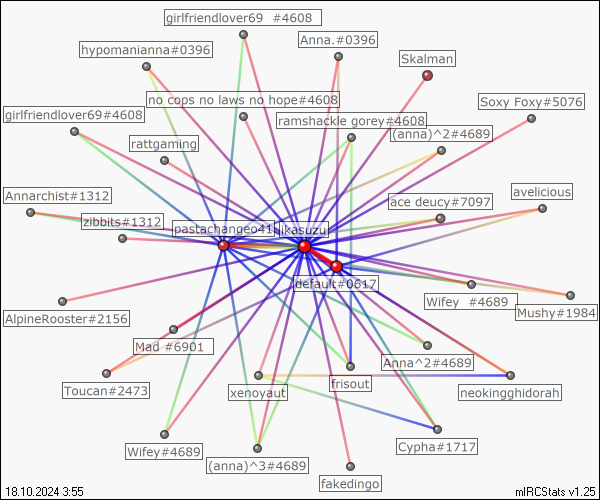 girlfriendlover69  #4608
Anna.#0396
hypomanianna#0396
Skalman
no cops no laws no hope#4608
Soxy Foxy#5076
girlfriendlover69#4608
ramshackle gorey#4608
(anna)^2#4689
rattgaming
Annarchist#1312
ace deucy#7097
avelicious
zibbits#1312
pastachangeo41
jikasuzu
default#0617
AlpineRooster#2156
Wifey  #4689
Mushy#1984
Mad #6901
Anna^2#4689
Toucan#2473
xenoyaut
frisout
neokingghidorah
Wifey#4689
(anna)^3#4689
Cypha#1717
fakedingo
18.10.2024 3:55
mIRCStats v1.25